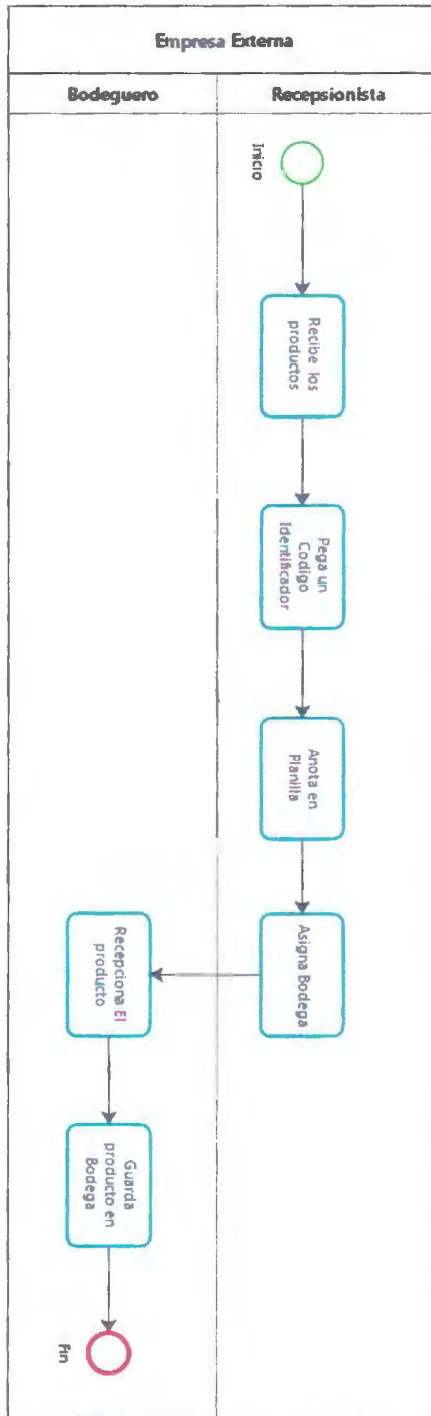 Empresa Externa
Bodeguero
Recepsionista
Inicio
Recibe los
productos
Pega un
Codigo
Identificador
Anota en
Planilla
Asigna Bodega
Recepciona El
producto
Guarda
producto en
Bodega
Fin